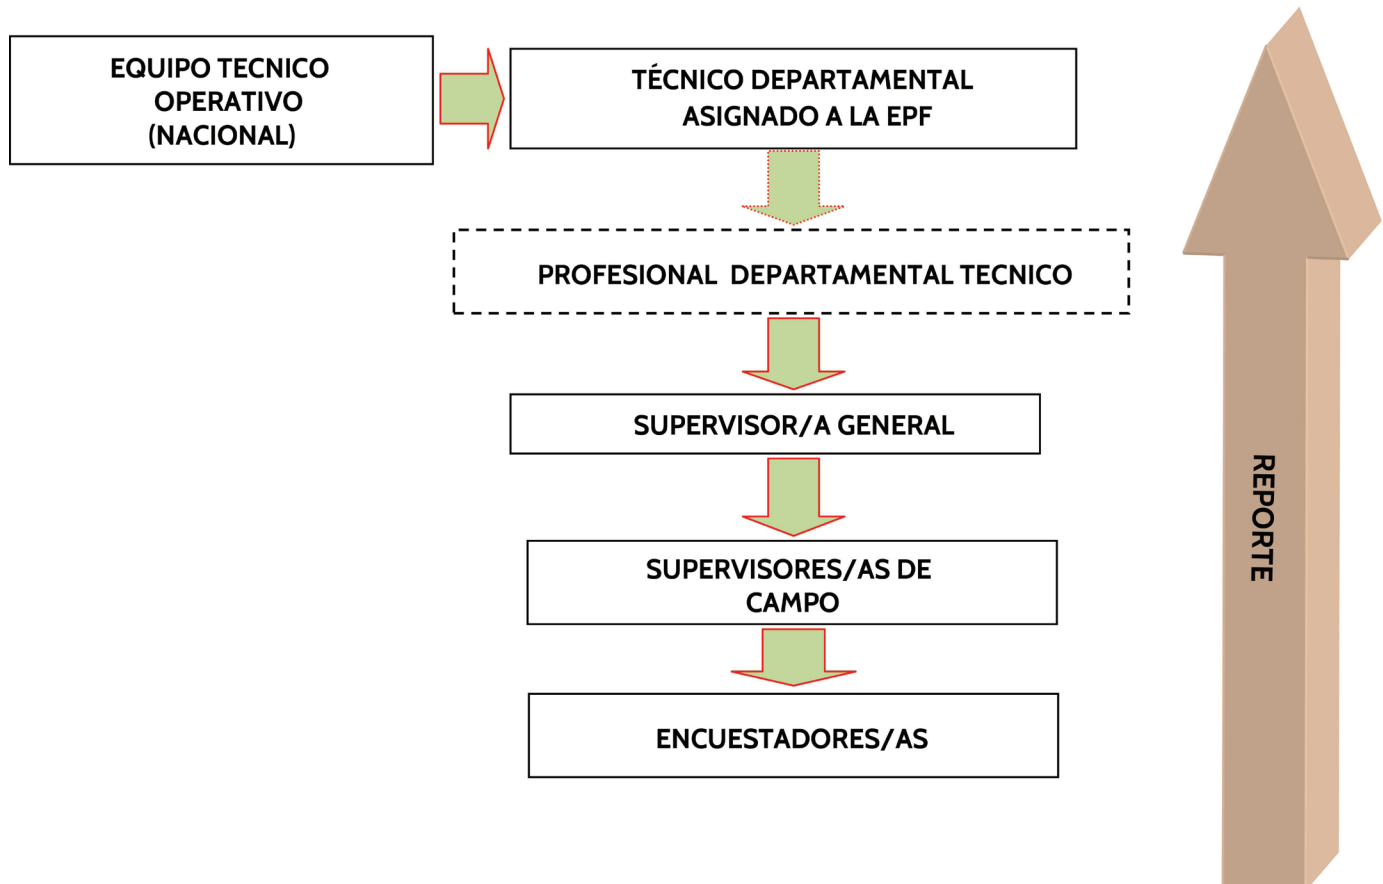 EQUIPO TECNICO
OPERATIVO
(NACIONAL)
TÉCNICO DEPARTAMENTAL
ASIGNADO A LA EPF
PROFESIONAL  DEPARTAMENTAL TECNICO
SUPERVISOR/A GENERAL
SUPERVISORES/AS DE
CAMPO
ENCUESTADORES/AS
REPORTE